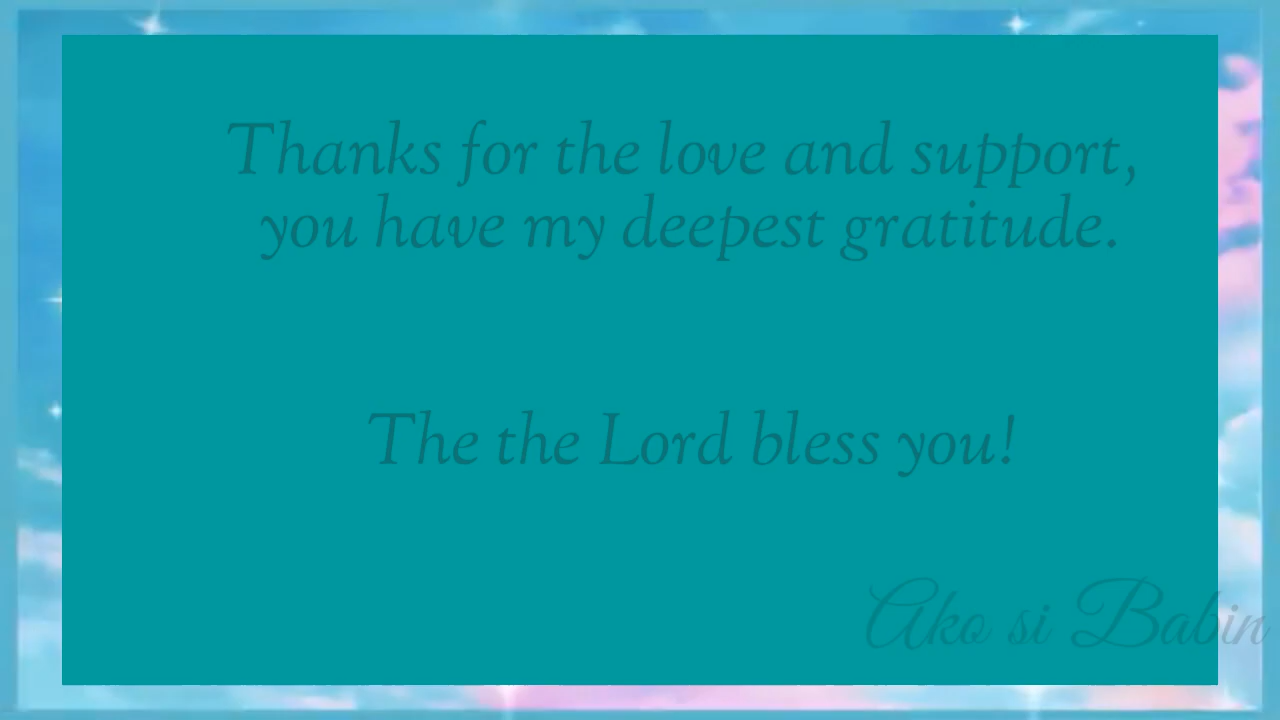 Thanks for the love and support,
you have my deepest gratitude.
The the Lord bless you!
Ako si Babin